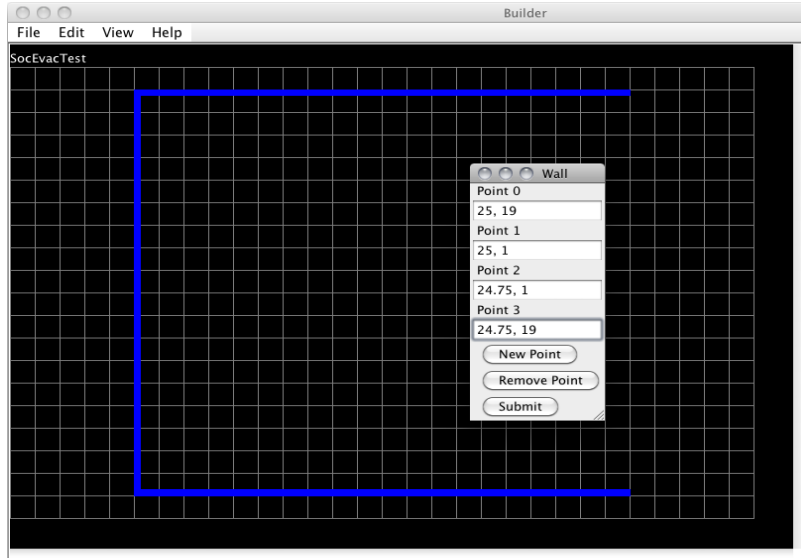 Builder
File Edit View Help
SocEvacTest
Wall
Point 0
25, 19
Point 1
25, 1
Point 2
24.75, 1
Point 3
24.75, 19
New Point
Remove Point
Submit